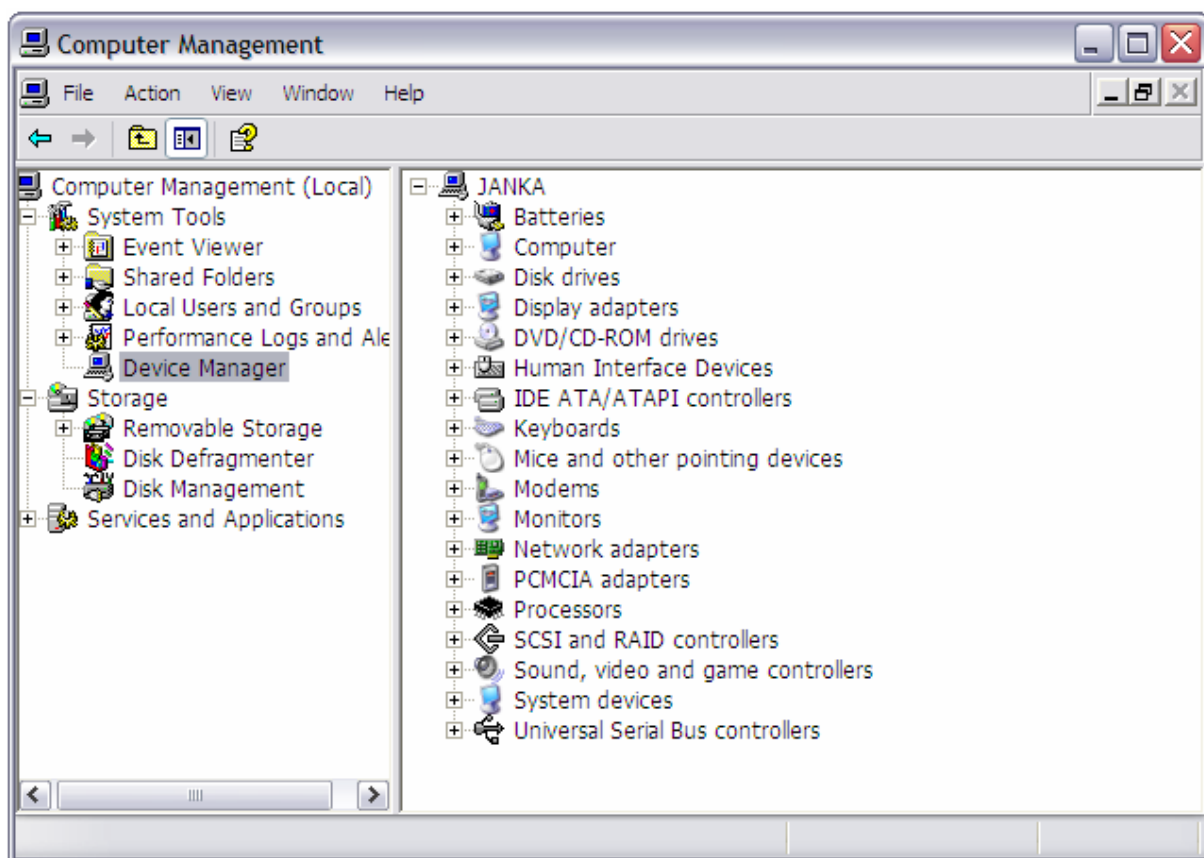 Computer Management
File Action View Window Help
Computer Management (Local)
System Tools
Event Viewer
Shared Folders
Local Users and Groups
Performance Logs and Ale
Device Manager
Storage
Removable Storage
Disk Defragmenter
Disk Management
Services and Applications
JANKA
Batteries
Computer
Disk drives
Display adapters
DVD/CD-ROM drives
Human Interface Devices
IDE ATA/ATAPI controllers
Keyboards
Mice and other pointing devices
Modems
Monitors
Network adapters
PCMCIA adapters
Processors
SCSI and RAID controllers
Sound, video and game controllers
System devices
Universal Serial Bus controllers